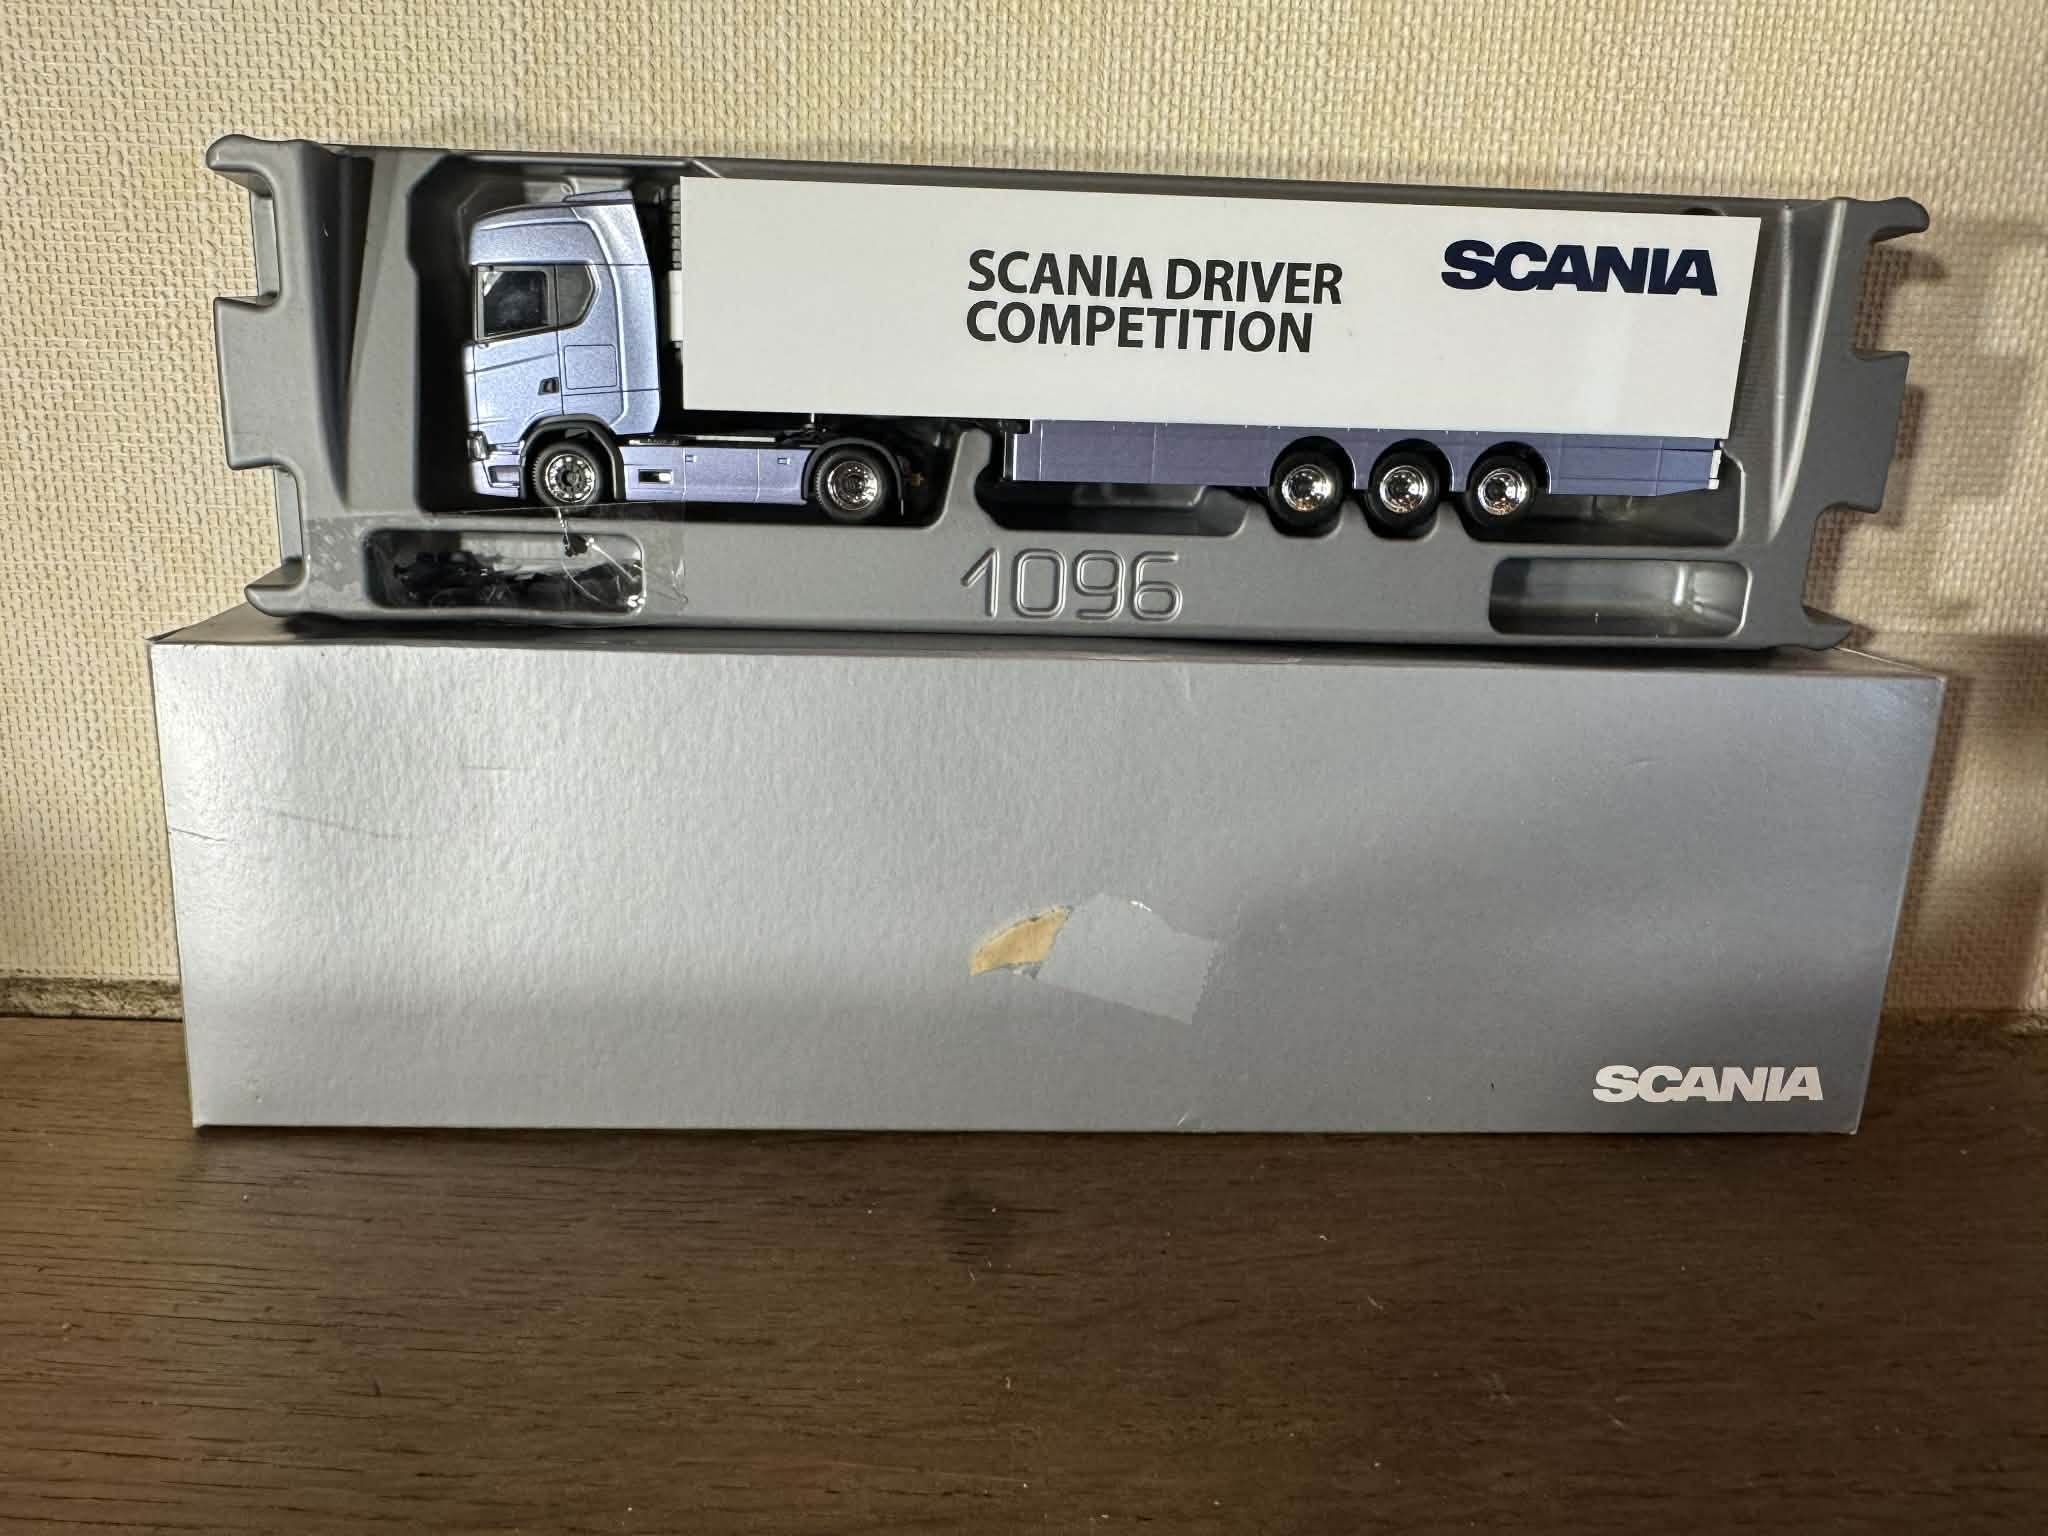 SCANIA DRIVER
COMPETITION
SCANIA
1096
SCANIA